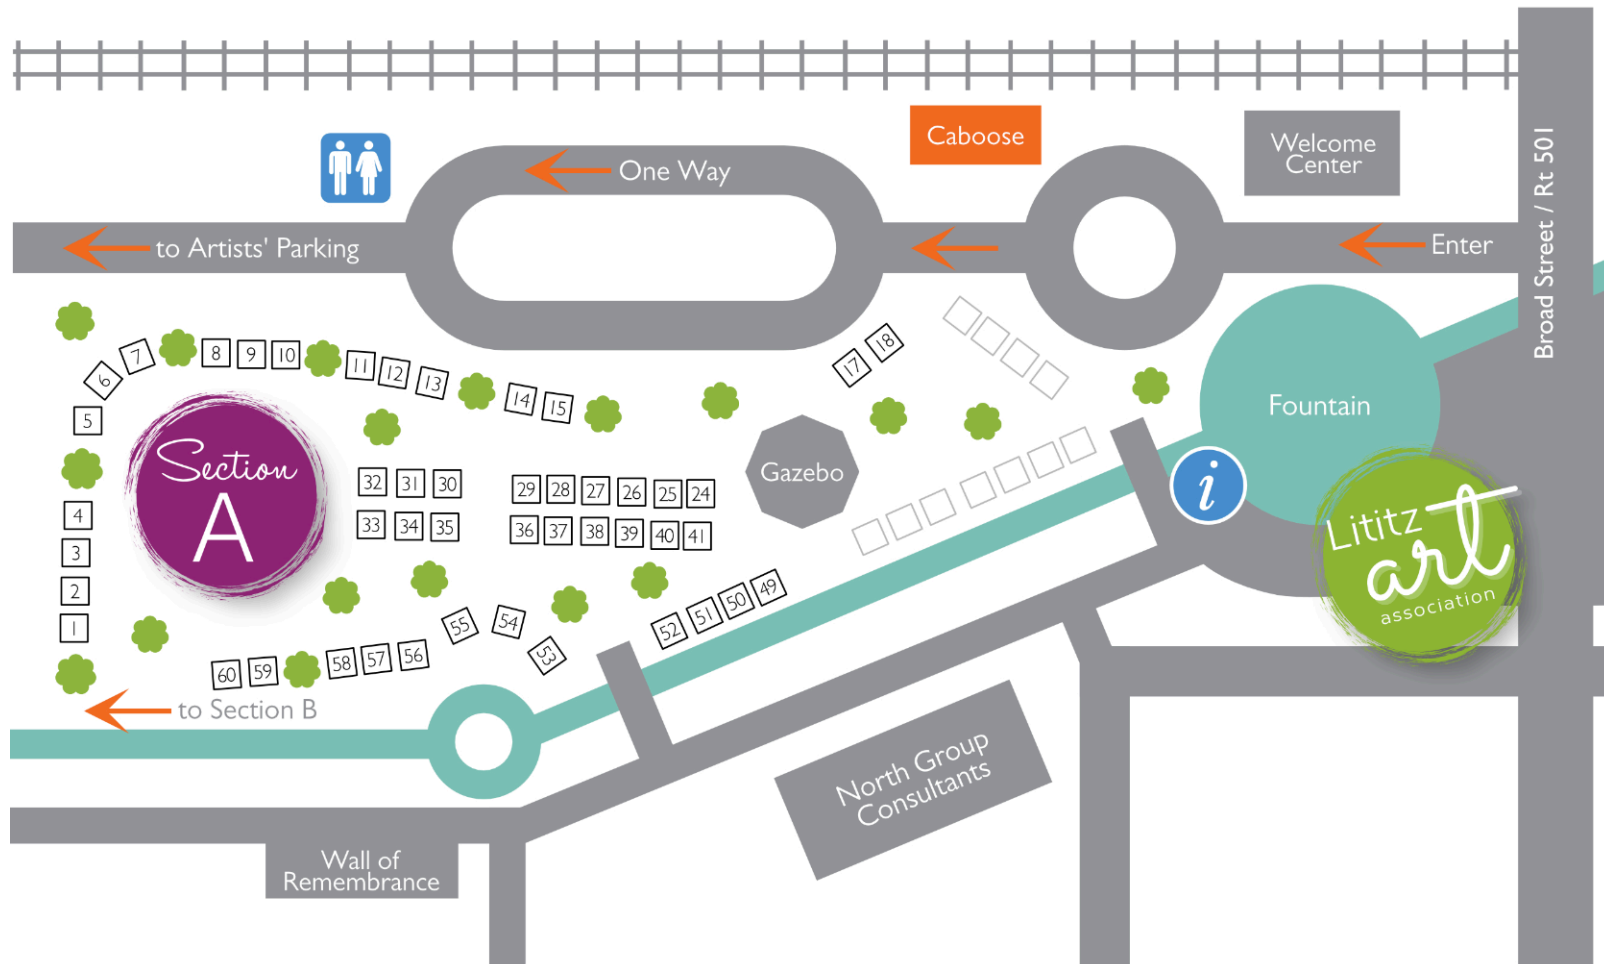 Caboose
Welcome
Center
One Way
Broad Street / Rt 501
to Artists' Parking
Enter
17 18
6 7 8 9 10 11 12 13 14 15
5
Section
A
Gazebo
Fountain
i
32 31 30 29 28 27 26 25 24
33 34 35 36 37 38 39 40 41
4
3
2
1
Lititz
art
association
52 51 50 49
60 59 58 57 56 55 54 53
to Section B
North Group
Consultants
Wall of
Remembrance